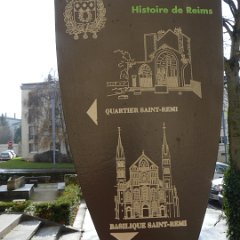 Histoire de Reims
QUARTIER SAINT-REMI
BASILIQUE SAINT-REMI